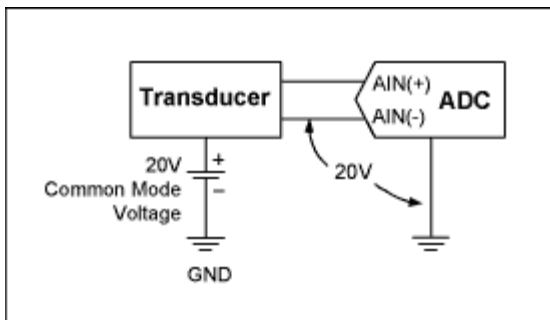 Transducer
AIN(+)
ADC
AIN(-)
20V
+
Common Mode
–
Voltage
20V
GND